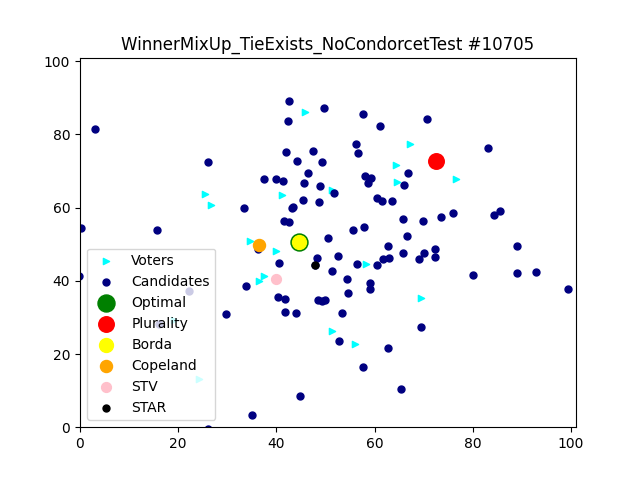 WinnerMixUp_TieExists_NoCondorcetTest #10705
100
80
60
40
20
0
Voters
Candidates
Optimal
Plurality
Borda
Copeland
STV
STAR
0 20 40 60 80 100